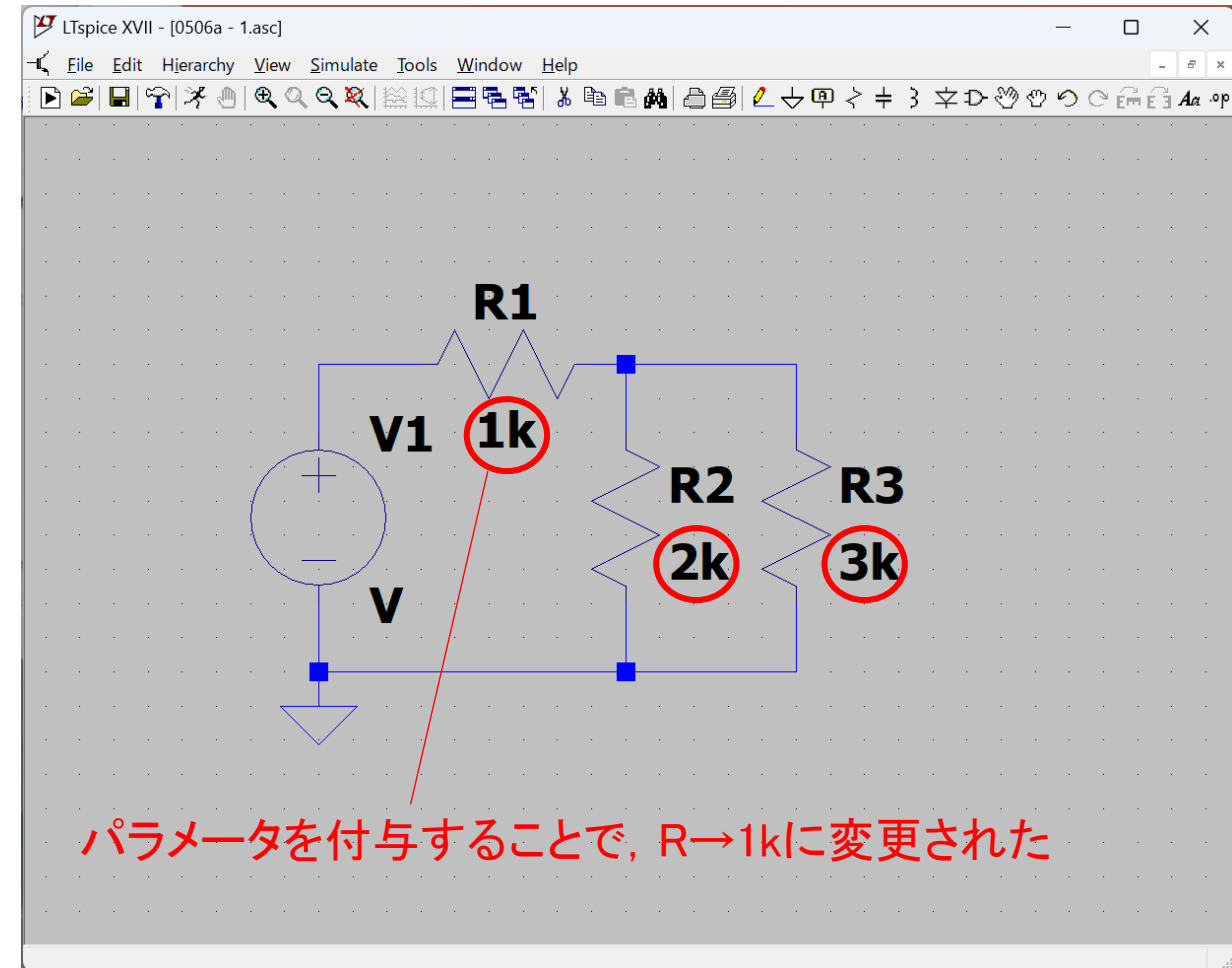 LTspice XVII - [0506a - 1.asc]
File Edit Hierarchy View Simulate Tools Window Help
Aa .op
R1
V1 1k
R2 R3
2k 3k
V
パラメータを付与することで, R→1kに変更された